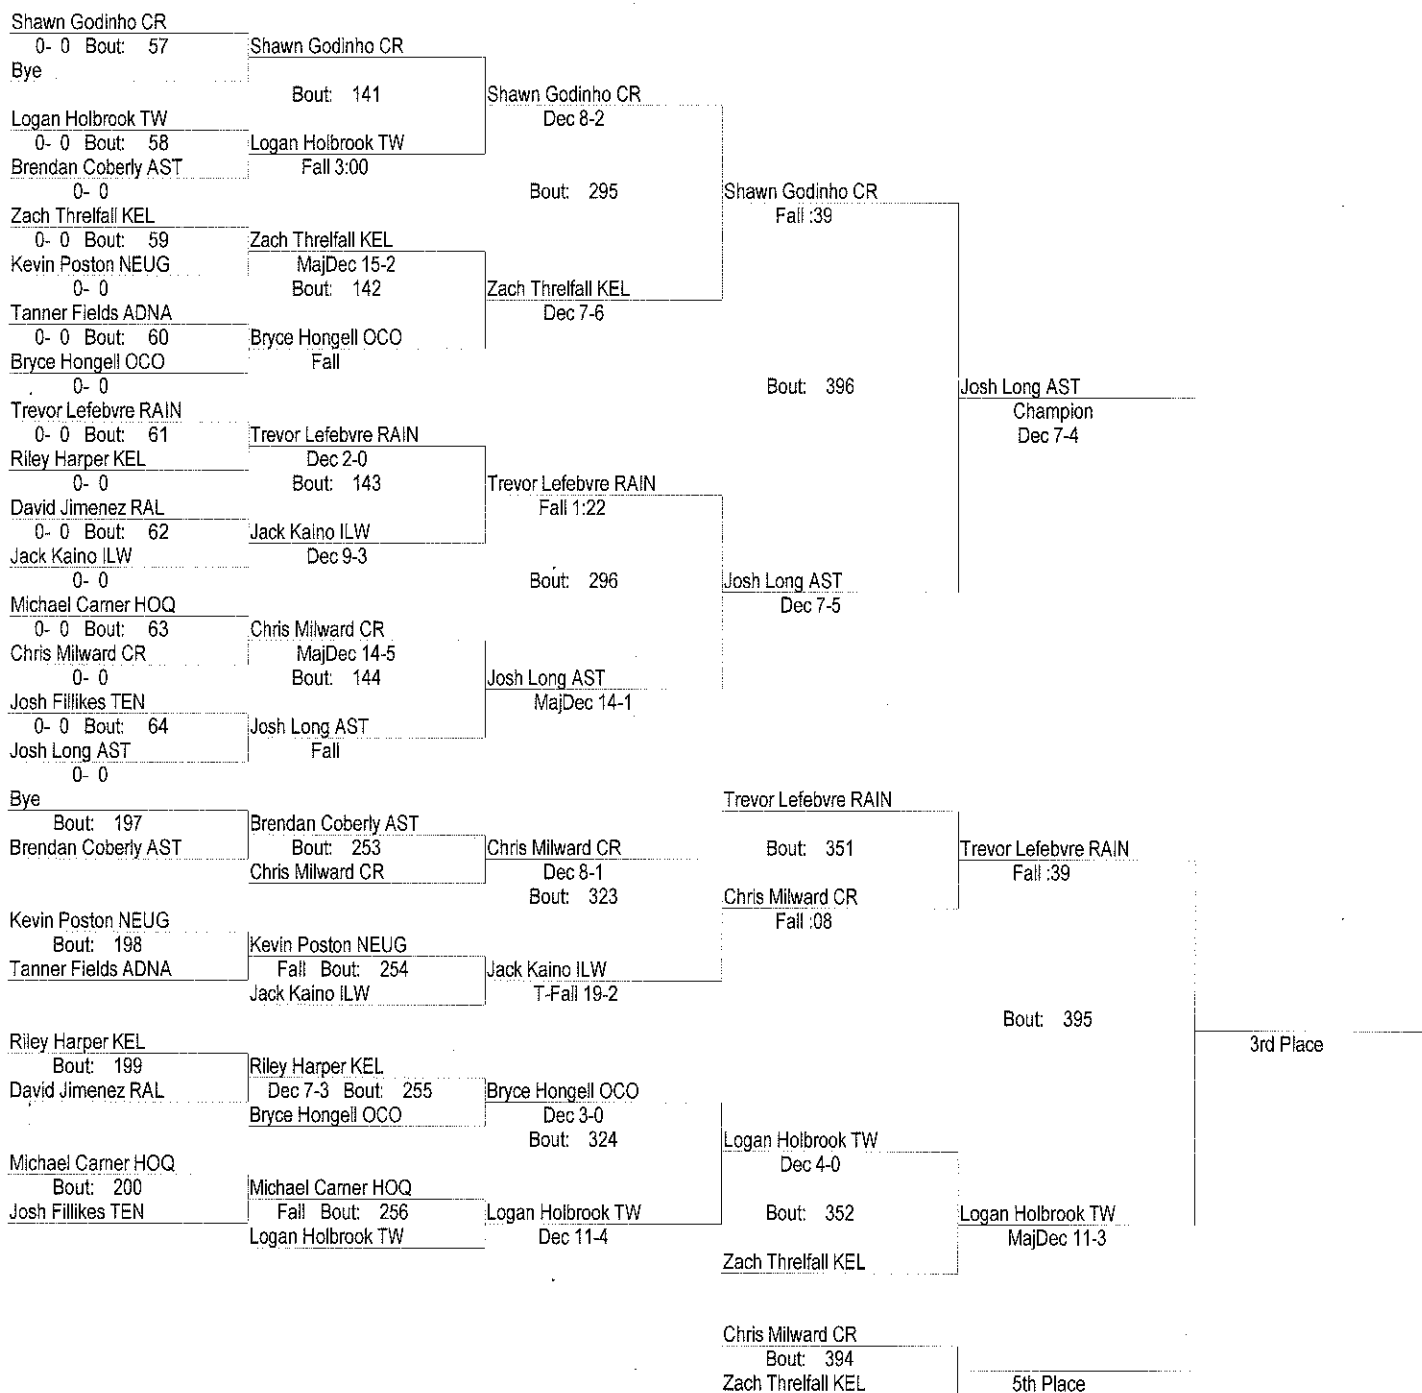 Shawn Godinho CR
0- 0 Bout: 57
Bye
Logan Holbrook TW
0- 0 Bout: 58
Brendan Coberly AST
0- 0
Zach Threlfall KEL
0- 0 Bout: 59
Kevin Poston NEUG
0- 0
Tanner Fields ADNA
0- 0 Bout: 60
Bryce Hongell OCO
0- 0
Trevor Lefebvre RAIN
0- 0 Bout: 61
Riley Harper KEL
0- 0
David Jimenez RAL
0- 0 Bout: 62
Jack Kaino ILW
0- 0
Michael Carner HOQ
0- 0 Bout: 63
Chris Milward CR
0- 0
Josh Fillikes TEN
0- 0 Bout: 64
Josh Long AST
0- 0
Shawn Godinho CR
Bout: 141
Logan Holbrook TW
Fall 3:00
Zach Threlfall KEL
MajDec 15-2
Bout: 142
Bryce Hongell OCO
Fall
Trevor Lefebvre RAIN
Dec 2-0
Bout: 143
Jack Kaino ILW
Dec 9-3
Chris Milward CR
MajDec 14-5
Bout: 144
Josh Long AST
Fall
Shawn Godinho CR
Dec 8-2
Bout: 295
Zach Threlfall KEL
Dec 7-6
Trevor Lefebvre RAIN
Fall 1:22
Bout: 296
Josh Long AST
MajDec 14-1
Shawn Godinho CR
Fall :39
Bout: 396
Josh Long AST
Dec 7-5
Josh Long AST
Champion
Dec 7-4
Bye
Bout: 197
Brendan Coberly AST
Kevin Poston NEUG
Bout: 198
Tanner Fields ADNA
Riley Harper KEL
Bout: 199
David Jimenez RAL
Michael Carner HOQ
Bout: 200
Josh Fillikes TEN
Brendan Coberly AST
Bout: 253
Chris Milward CR
Kevin Poston NEUG
Fall Bout: 254
Jack Kaino ILW
Riley Harper KEL
Dec 7-3 Bout: 255
Bryce Hongell OCO
Michael Carner HOQ
Fall Bout: 256
Logan Holbrook TW
Chris Milward CR
Dec 8-1
Bout: 323
Jack Kaino ILW
T-Fall 19-2
Bryce Hongell OCO
Dec 3-0
Bout: 324
Logan Holbrook TW
Dec 11-4
Trevor Lefebvre RAIN
Bout: 351
Chris Milward CR
Fall :08
Logan Holbrook TW
Dec 4-0
Bout: 352
Zach Threlfall KEL
Trevor Lefebvre RAIN
Fall :39
Bout: 395
Logan Holbrook TW
MajDec 11-3
3rd Place
Chris Milward CR
Bout: 394
Zach Threlfall KEL
5th Place